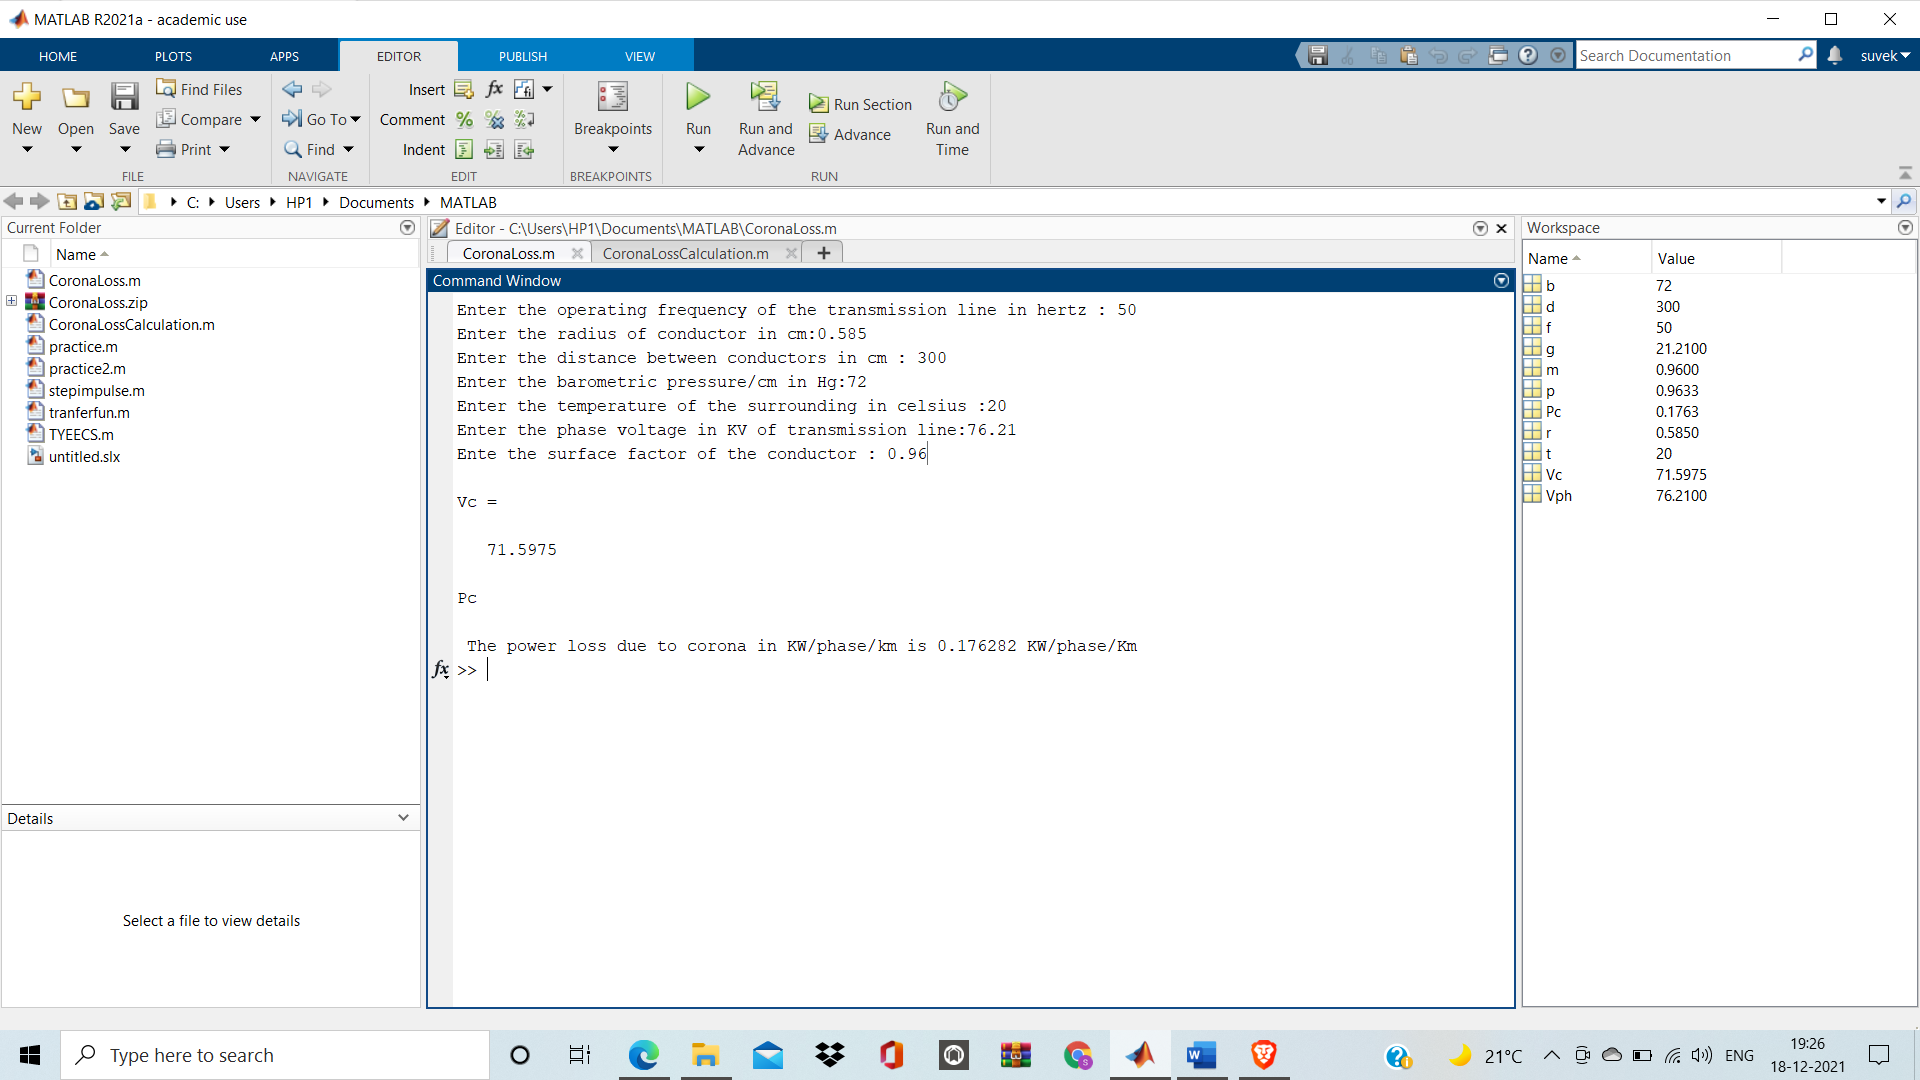 MATLAB R2021a - academic use
HOME PLOTS APPS EDITOR PUBLISH VIEW
Search Documentation
suvek
New Open Save
Find Files
Compare
Print
FILE
Go To
Find
NAVIGATE
Insert fx
Comment
Indent
EDIT
Breakpoints
BREAKPOINTS
Run
Run and Advance
Run Section
Advance
Run and Time
RUN
C: Users HP1 Documents MATLAB
Current Folder
Name
CoronaLoss.m
CoronaLoss.zip
CoronaLossCalculation.m
practice.m
practice2.m
stepimpulse.m
tranferfun.m
TYEECS.m
untitled.slx
Details
Select a file to view details
Editor - C:\Users\HP1\Documents\MATLAB\CoronaLoss.m
CoronaLoss.m CoronaLossCalculation.m
Command Window
Enter the operating frequency of the transmission line in hertz : 50
Enter the radius of conductor in cm:0.585
Enter the distance between conductors in cm : 300
Enter the barometric pressure/cm in Hg:72
Enter the temperature of the surrounding in celsius :20
Enter the phase voltage in KV of transmission line:76.21
Ente the surface factor of the conductor : 0.96
Vc =
71.5975
Pc
The power loss due to corona in KW/phase/km is 0.176282 KW/phase/Km
fx >>
Workspace
Name Value
b 72
d 300
f 50
g 21.2100
m 0.9600
p 0.9633
Pc 0.1763
r 0.5850
t 20
Vc 71.5975
Vph 76.2100
Type here to search
21°C
ENG
19:26
18-12-2021